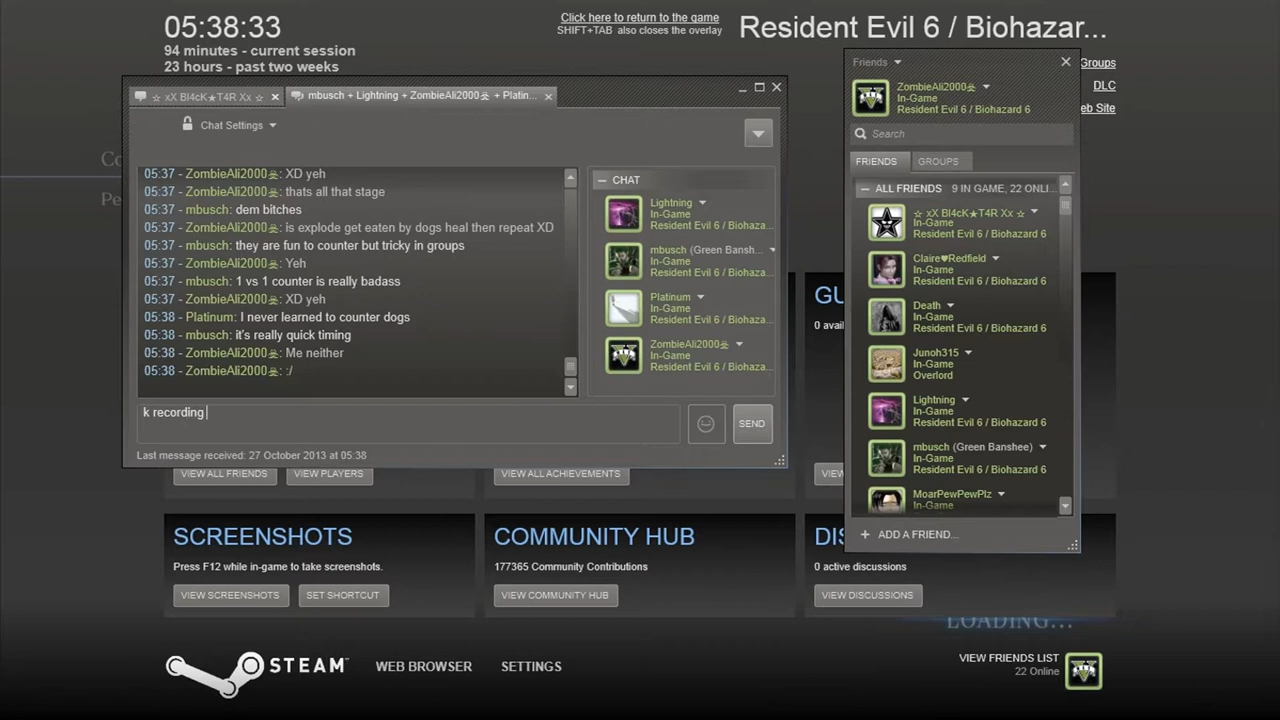 05:38:33
94 minutes - current session
23 hours - past two weeks
Click here to return to the game
SHIFT+TAB also closes the overlay
Resident Evil 6 / Biohazar...
Groups
DLC
eb Site
☆ xX Bl4cK★T4R Xx ☆
mbusch + Lightning + ZombieAli2000 + Platin...
Chat Settings
05:37 - ZombieAli2000: XD yeh
05:37 - ZombieAli2000: thats all that stage
05:37 - mbusch: dem bitches
05:37 - ZombieAli2000: is explode get eaten by dogs heal then repeat XD
05:37 - mbusch: they are fun to counter but tricky in groups
05:37 - ZombieAli2000: Yeh
05:37 - mbusch: 1 vs 1 counter is really badass
05:37 - ZombieAli2000: XD yeh
05:38 - Platinum: I never learned to counter dogs
05:38 - mbusch: it's really quick timing
05:38 - ZombieAli2000: Me neither
05:38 - ZombieAli2000: :/
CHAT
Lightning
In-Game
Resident Evil 6 / Biohaza...
mbusch (Green Bansh...
In-Game
Resident Evil 6 / Biohaza...
Platinum
In-Game
Resident Evil 6 / Biohaza...
ZombieAli2000
In-Game
Resident Evil 6 / Biohaza...
k recording
SEND
Last message received: 27 October 2013 at 05:38
Friends
ZombieAli2000
In-Game
Resident Evil 6 / Biohazard 6
Search
FRIENDS
GROUPS
ALL FRIENDS 9 IN GAME, 22 ONLI...
☆ xX Bl4cK★T4R Xx ☆
In-Game
Resident Evil 6 / Biohazard 6
Claire♥Redfield
In-Game
Resident Evil 6 / Biohazard 6
Death
In-Game
Resident Evil 6 / Biohazard 6
Junoh315
In-Game
Overlord
Lightning
In-Game
Resident Evil 6 / Biohazard 6
mbusch (Green Banshee)
In-Game
Resident Evil 6 / Biohazard 6
MoarPewPewPlz
In-Game
+ ADD A FRIEND...
Co
Pe
GU
0 avai
VIEW ALL FRIENDS
VIEW PLAYERS
VIEW ALL ACHIEVEMENTS
VIEW
SCREENSHOTS
Press F12 while in-game to take screenshots.
VIEW SCREENSHOTS
SET SHORTCUT
COMMUNITY HUB
177365 Community Contributions
VIEW COMMUNITY HUB
DIS
0 active discussions
VIEW DISCUSSIONS
LOADING...
STEAM™
WEB BROWSER
SETTINGS
VIEW FRIENDS LIST
22 Online